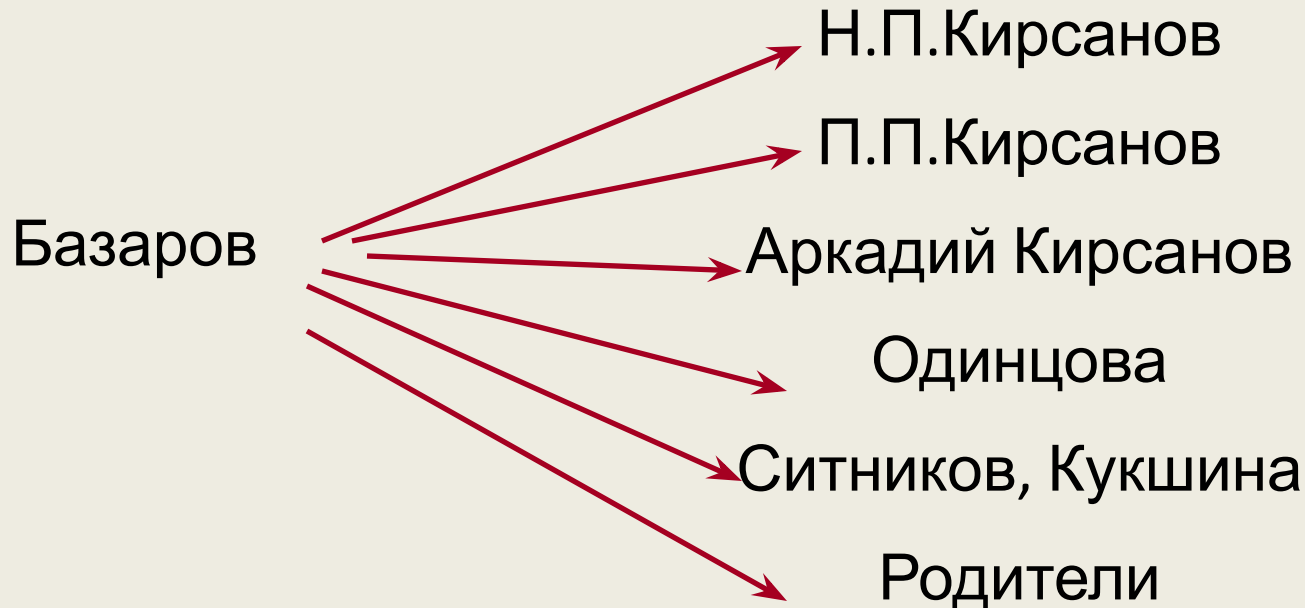 Н.П.Кирсанов
П.П.Кирсанов
Базаров
Аркадий Кирсанов
Одинцова
Ситников, Кукшина
Родители